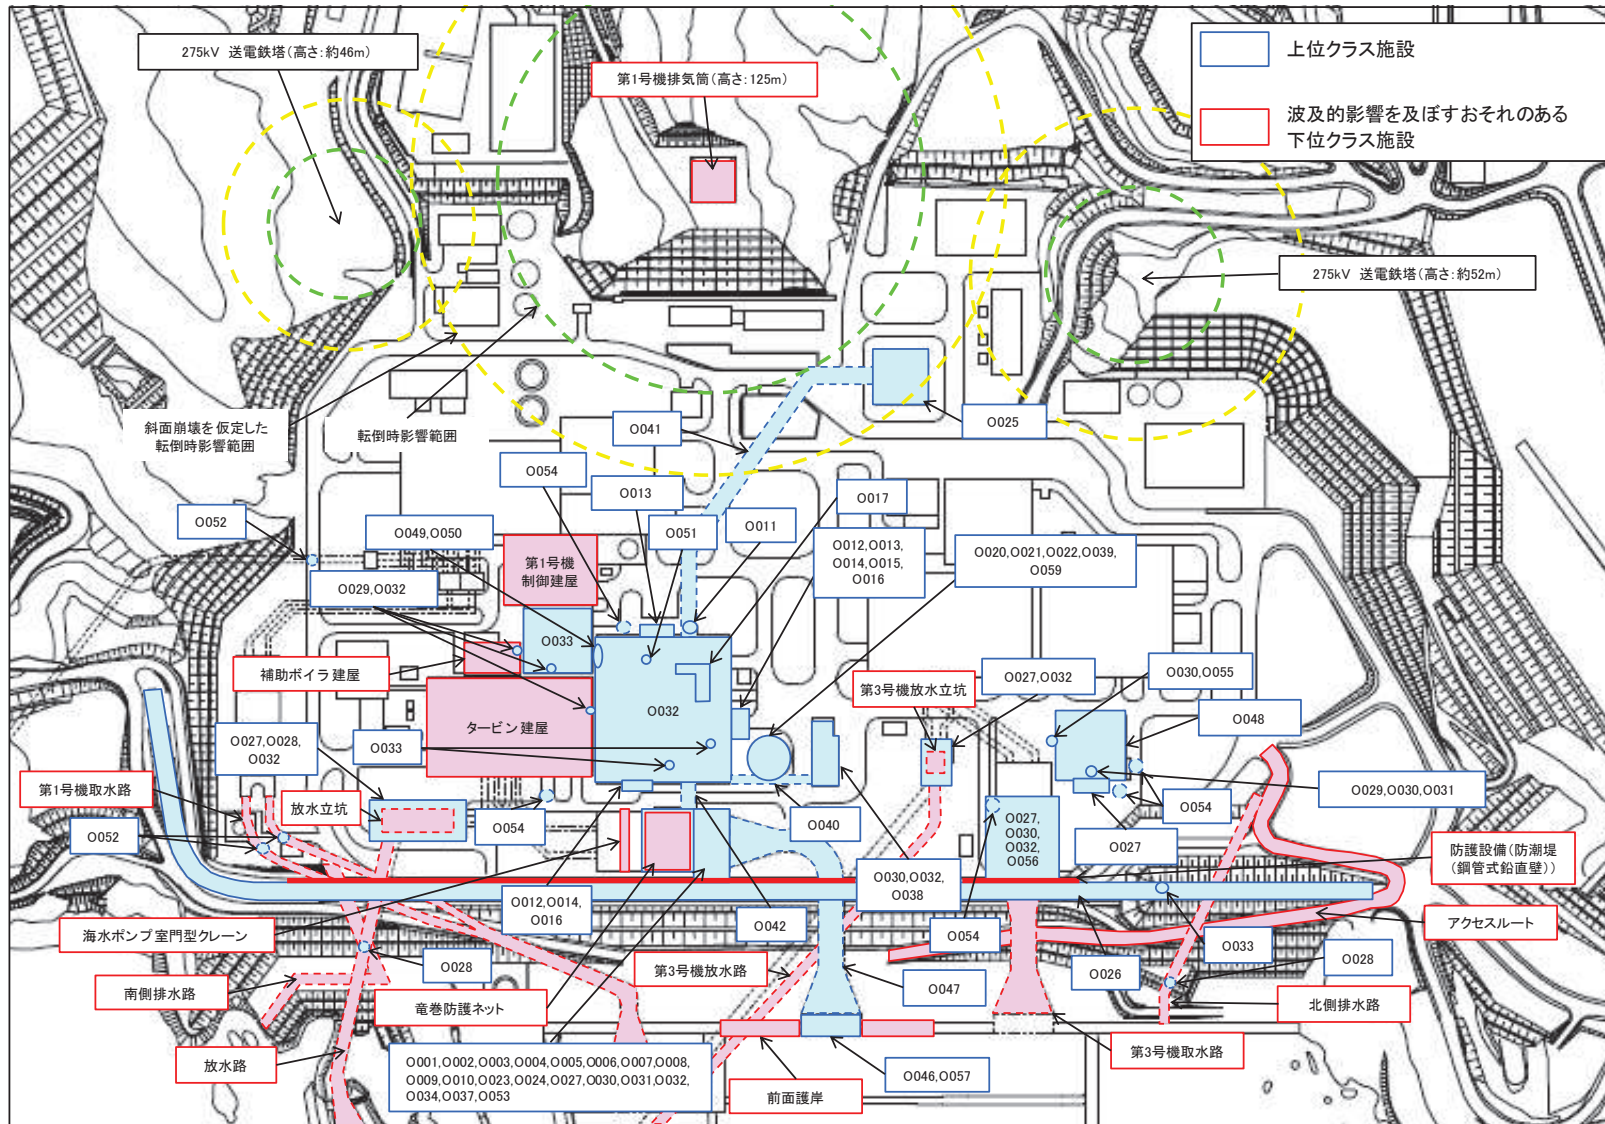 275kV 送電鉄塔(高さ:約46m)
第1号機排気筒(高さ:125m)
上位クラス施設
波及的影響を及ぼすおそれのある
下位クラス施設
275kV 送電鉄塔(高さ:約52m)
斜面崩壊を仮定した
転倒時影響範囲
転倒時影響範囲
O041
O025
O054
O013
O017
O052
O049,O050
O051
O011
第1号機
制御建屋
O012,O013,
O014,O015,
O016
O020,O021,O022,O039,
O059
O029,O032
O033
補助ボイラ建屋
第3号機放水立坑
O027,O032
O030,O055
O032
タービン建屋
O048
O027,O028,
O032
O033
第1号機取水路
放水立坑
O029,O030,O031
O054
O052
O054
O040
O027,
O030,
O032,
O056
O027
防護設備(防潮堤
(鋼管式鉛直壁))
O030,O032,
O038
O012,O014,
O016
O042
アクセスルート
海水ポンプ室門型クレーン
O054
O033
O028
第3号機放水路
O026
O028
南側排水路
O047
竜巻防護ネット
北側排水路
放水路
第3号機取水路
O001,O002,O003,O004,O005,O006,O007,O008,
O009,O010,O023,O024,O027,O030,O031,O032,
O034,O037,O053
O046,O057
前面護岸